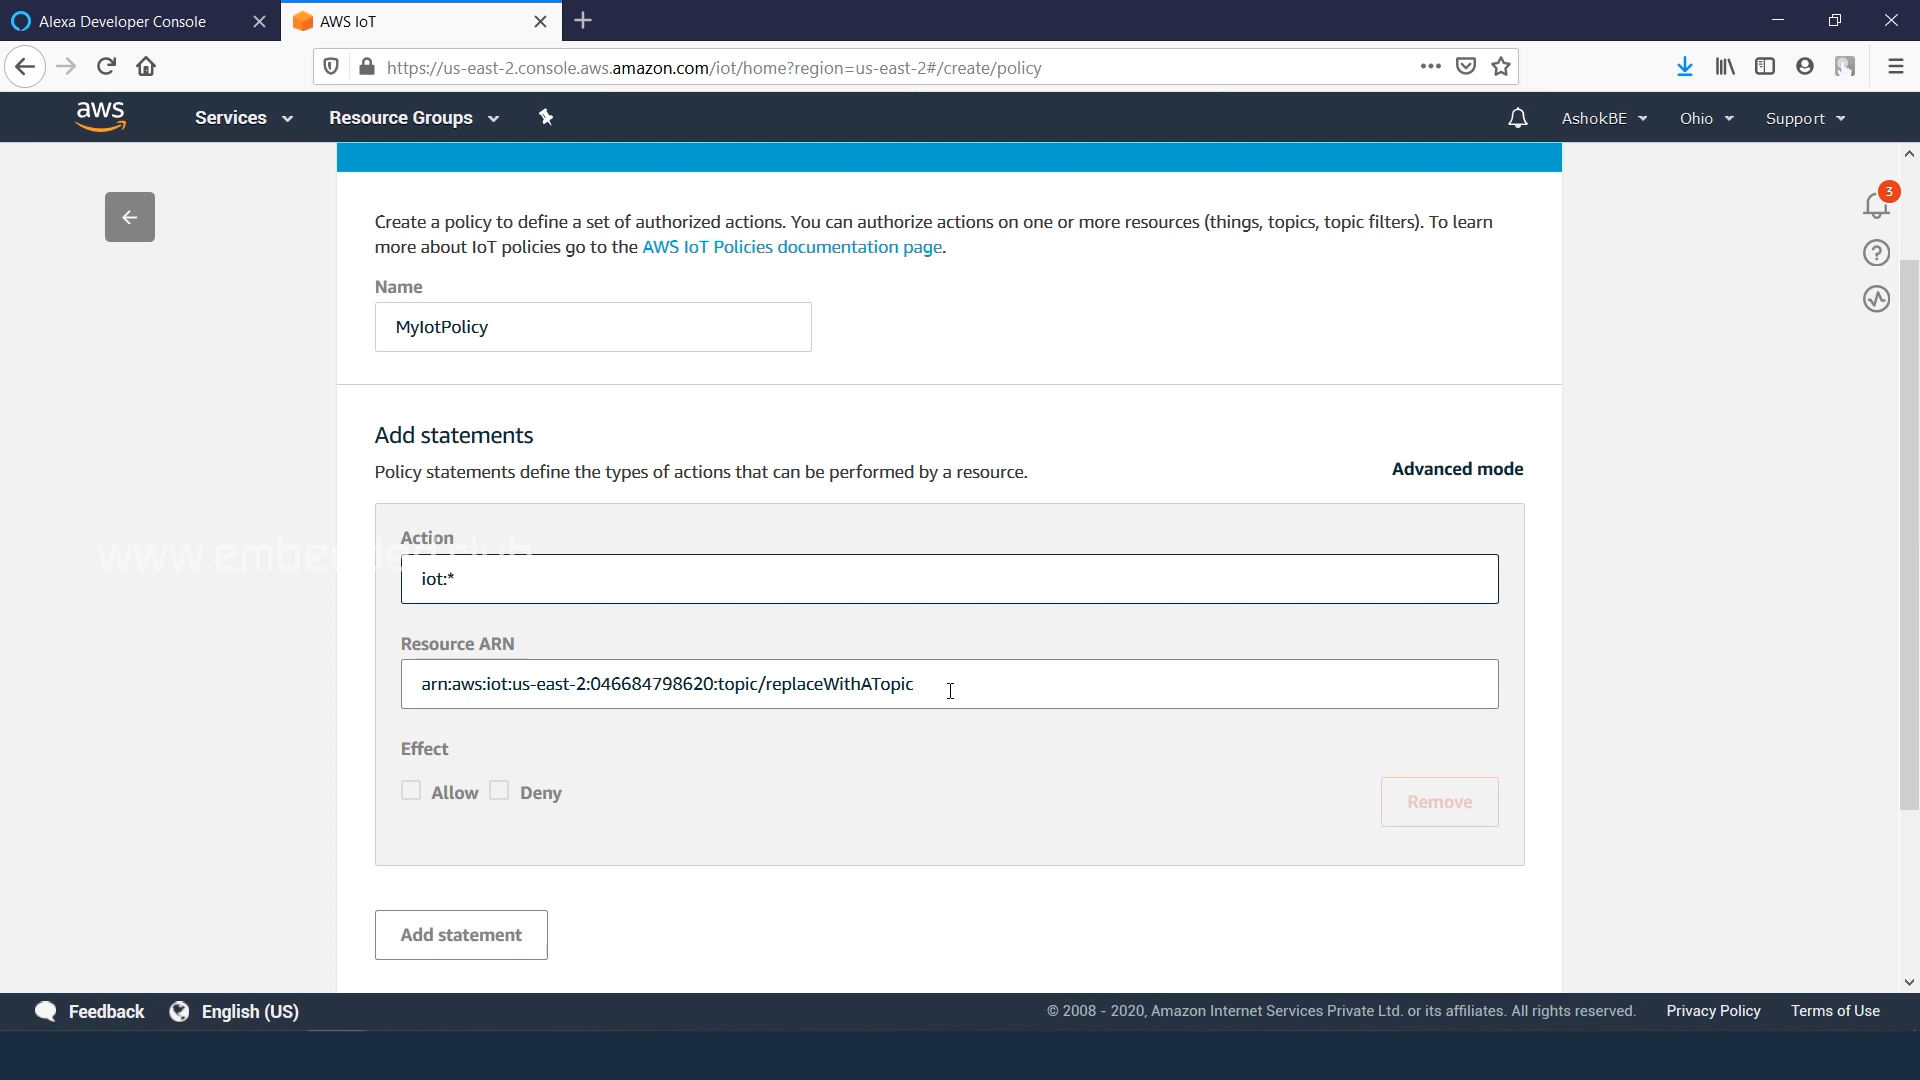 Alexa Developer Console
AWS IoT
https://us-east-2.console.aws.amazon.com/iot/home?region=us-east-2#/create/policy
aws
Services
Resource Groups
AshokBE
Ohio
Support
3
Create a policy to define a set of authorized actions. You can authorize actions on one or more resources (things, topics, topic filters). To learn
more about IoT policies go to the AWS IoT Policies documentation page.
Name
MyIotPolicy
Add statements
Policy statements define the types of actions that can be performed by a resource.
Advanced mode
Action
iot:*
Resource ARN
arn:aws:iot:us-east-2:046684798620:topic/replaceWithATopic
Effect
Allow
Deny
Remove
Add statement
Feedback
English (US)
© 2008 - 2020, Amazon Internet Services Private Ltd. or its affiliates. All rights reserved.
Privacy Policy
Terms of Use